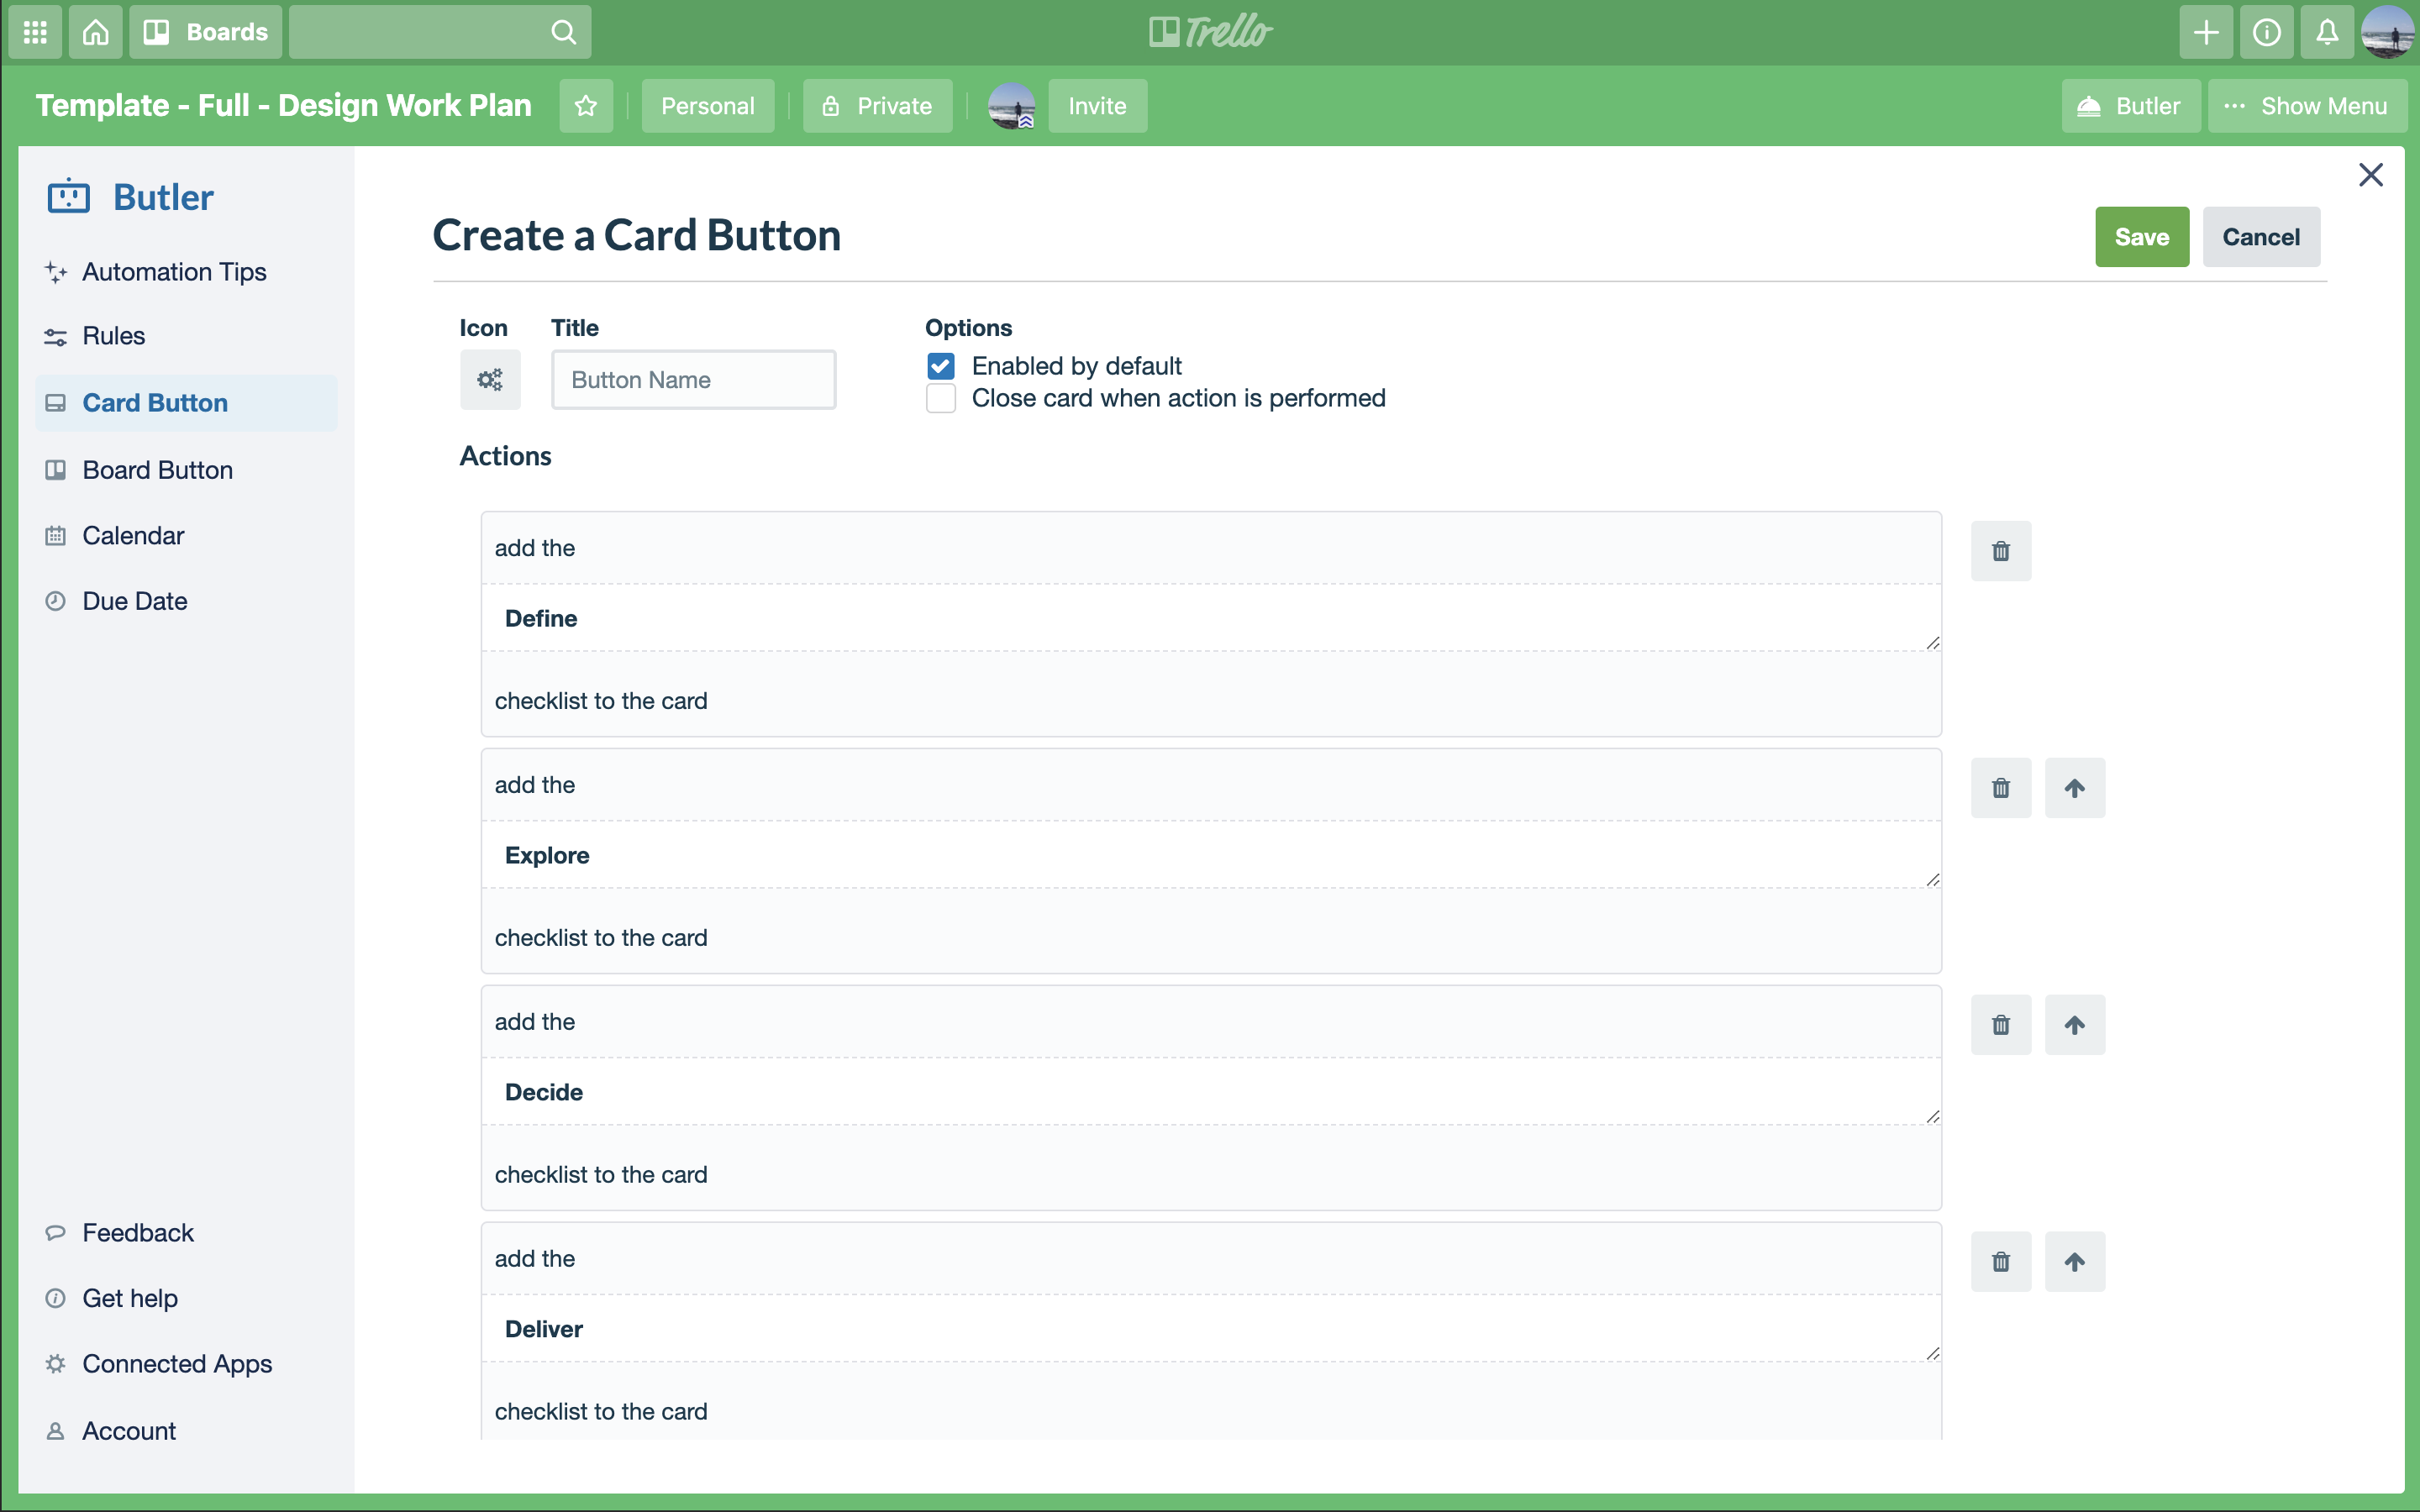 Boards
Trello
Template - Full - Design Work Plan
Personal
Private
Invite
Butler
Show Menu
Butler
Automation Tips
Rules
Card Button
Board Button
Calendar
Due Date
Feedback
Get help
Connected Apps
Account
Create a Card Button
Save
Cancel
Icon
Title
Options
Button Name
Enabled by default
Close card when action is performed
Actions
add the
Define
checklist to the card
add the
Explore
checklist to the card
add the
Decide
checklist to the card
add the
Deliver
checklist to the card